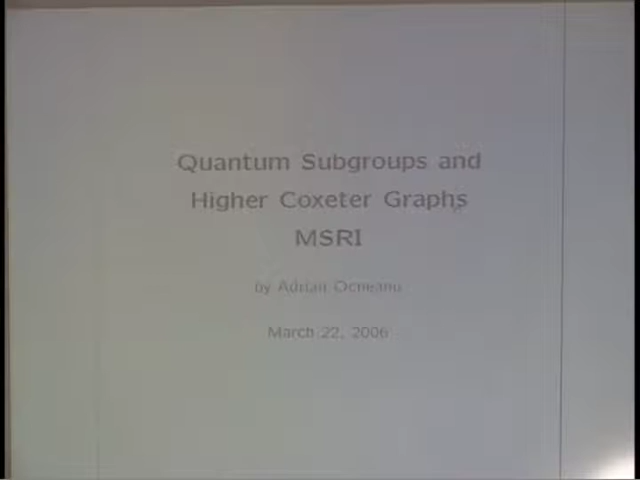 Quantum Subgroups and
Higher Coxeter Graphs
MSRI
by Adrian Ocneanu
March 22, 2006